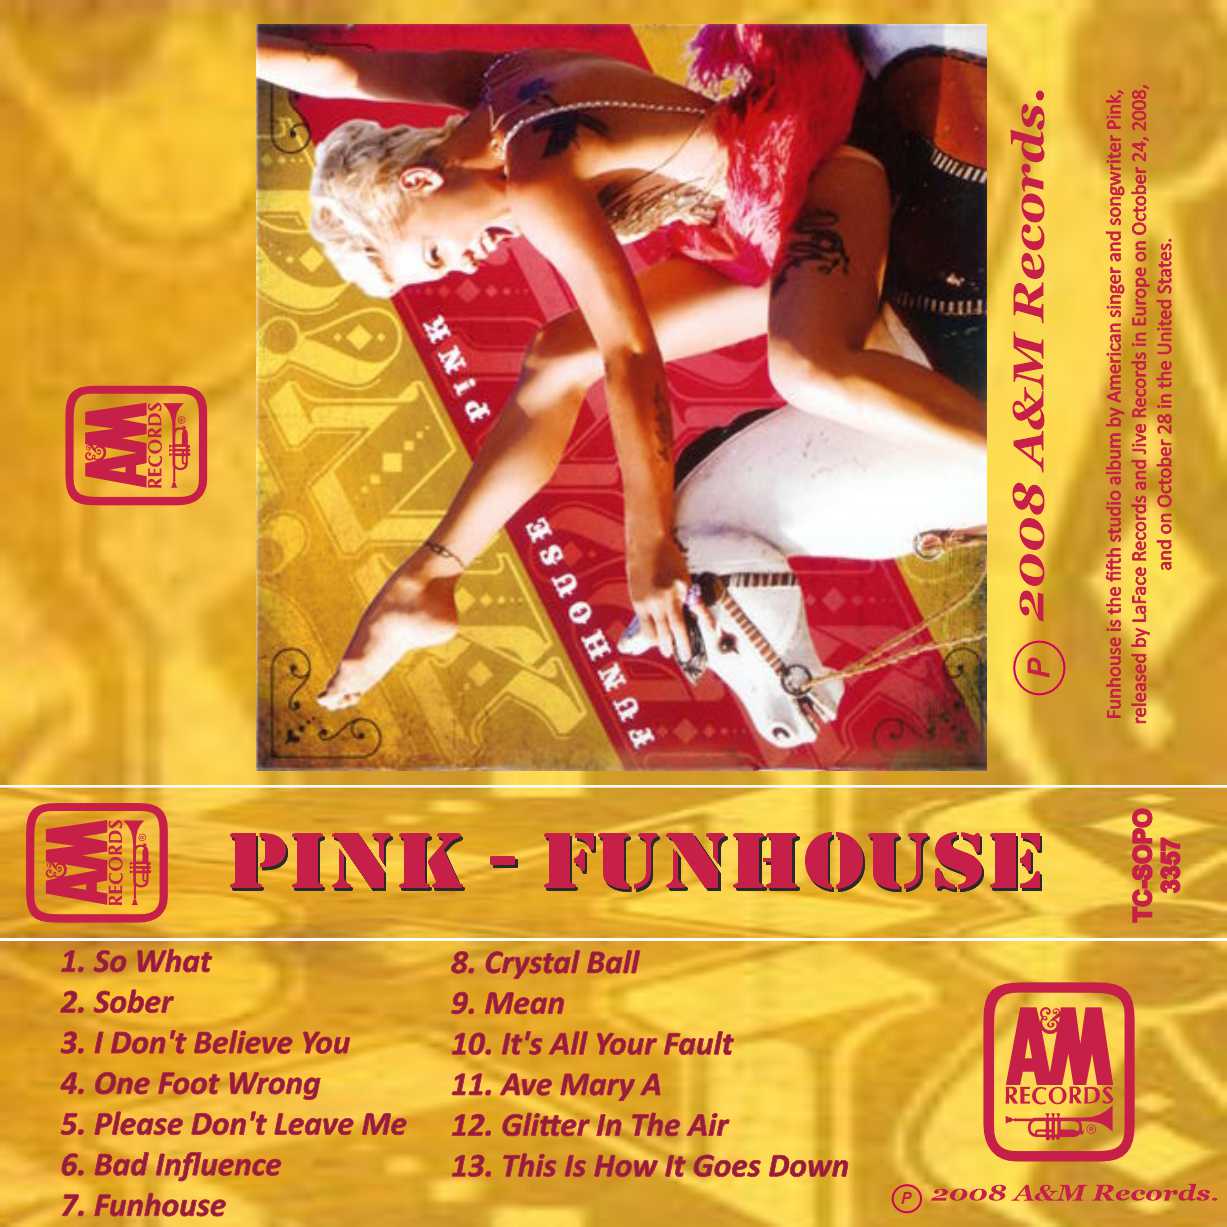 PINK
FUNHOUSE
℗ 2008 A&M Records.
Funhouse is the fifth studio album by American singer and songwriter Pink,
released by LaFace Records and Jive Records in Europe on October 24, 2008,
and on October 28 in the United States.
A&M
RECORDS
®
A&M
RECORDS
®
PINK - FUNHOUSE
TC-SOPO
3357
1. So What
2. Sober
3. I Don't Believe You
4. One Foot Wrong
5. Please Don't Leave Me
6. Bad Influence
7. Funhouse
8. Crystal Ball
9. Mean
10. It's All Your Fault
11. Ave Mary A
12. Glitter In The Air
13. This Is How It Goes Down
A&M
RECORDS
®
℗ 2008 A&M Records.